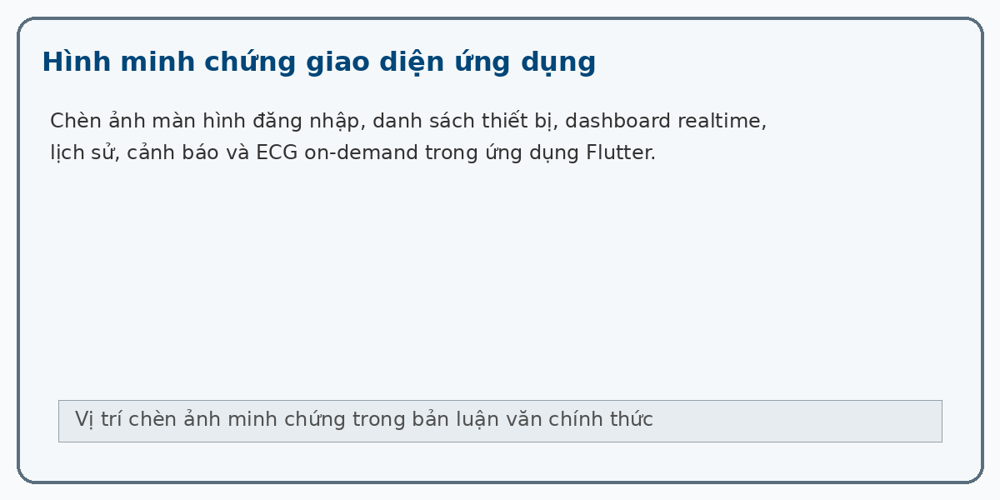 Hình minh chứng giao diện ứng dụng
Chèn ảnh màn hình đăng nhập, danh sách thiết bị, dashboard realtime,
lịch sử, cảnh báo và ECG on-demand trong ứng dụng Flutter.
Vị trí chèn ảnh minh chứng trong bản luận văn chính thức